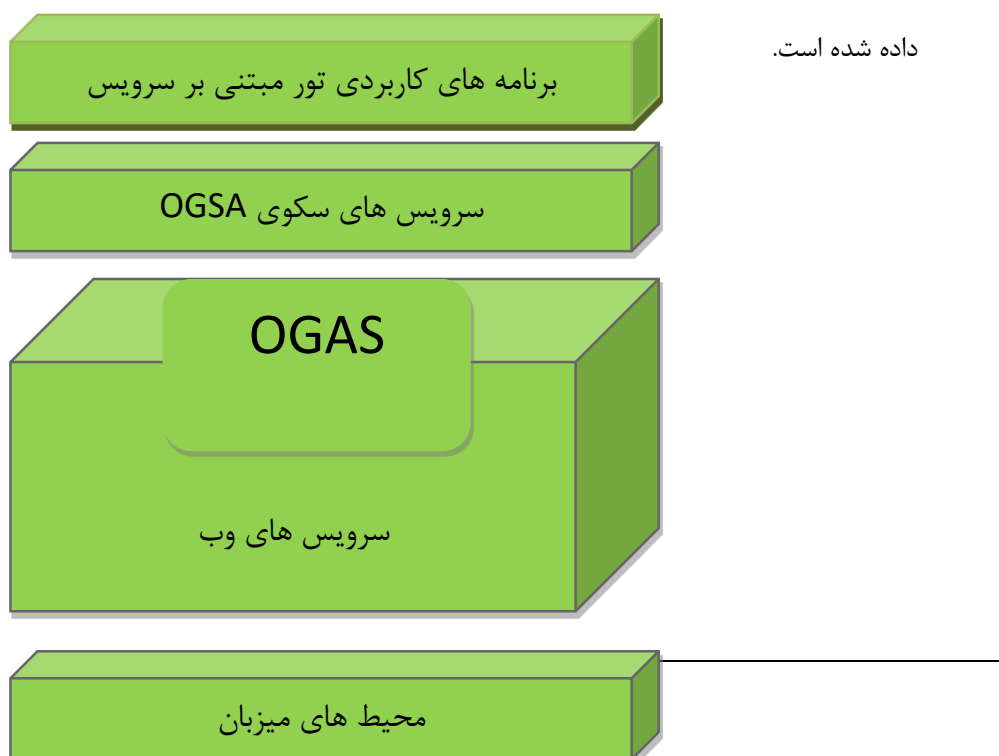 داده شده است.
برنامه های کاربردی تور مبتنی بر سرویس
سرویس های سکوی OGSA
OGAS
سرویس های وب
محیط های میزبان